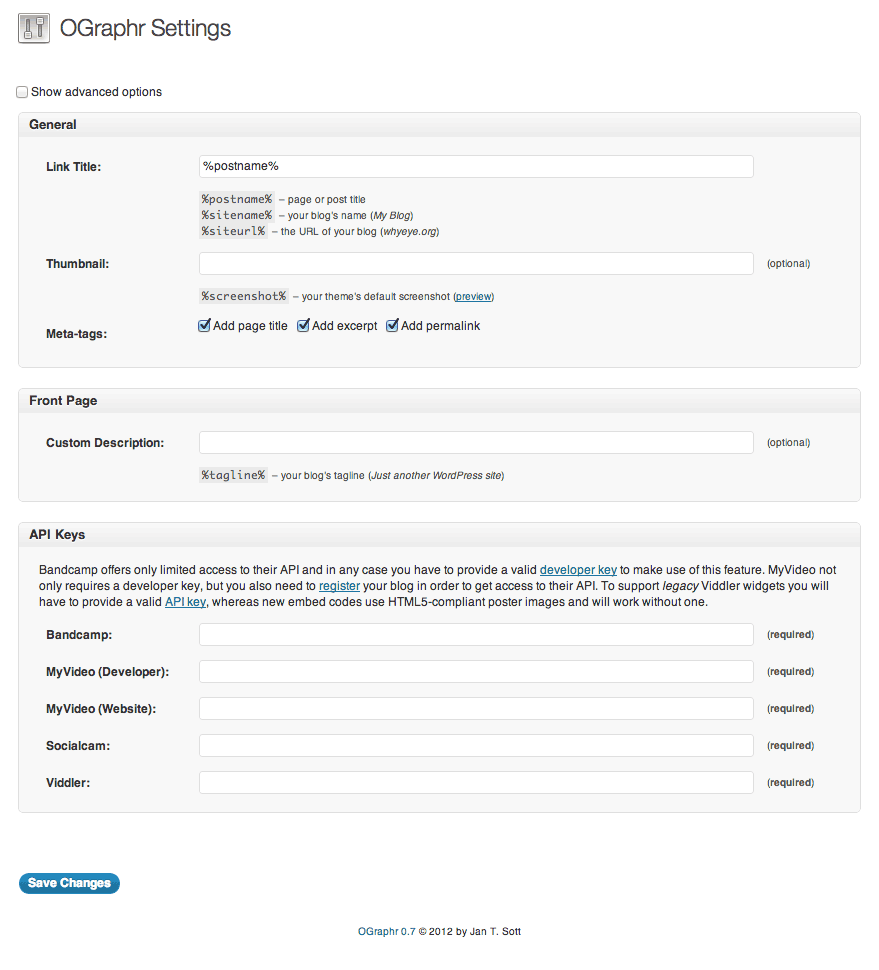 OGraphr Settings
Show advanced options
General
Link Title:
%postname%
%postname% – page or post title
%sitename% – your blog's name (My Blog)
%siteurl% – the URL of your blog (whyeye.org)
Thumbnail:
(optional)
%screenshot% – your theme's default screenshot (preview)
Meta-tags:
Add page title Add excerpt Add permalink
Front Page
Custom Description:
(optional)
%tagline% – your blog's tagline (Just another WordPress site)
API Keys
Bandcamp offers only limited access to their API and in any case you have to provide a valid developer key to make use of this feature. MyVideo not
only requires a developer key, but you also need to register your blog in order to get access to their API. To support legacy Viddler widgets you will
have to provide a valid API key, whereas new embed codes use HTML5-compliant poster images and will work without one.
Bandcamp:
(required)
MyVideo (Developer):
(required)
MyVideo (Website):
(required)
Socialcam:
(required)
Viddler:
(required)
Save Changes
OGraphr 0.7 © 2012 by Jan T. Sott